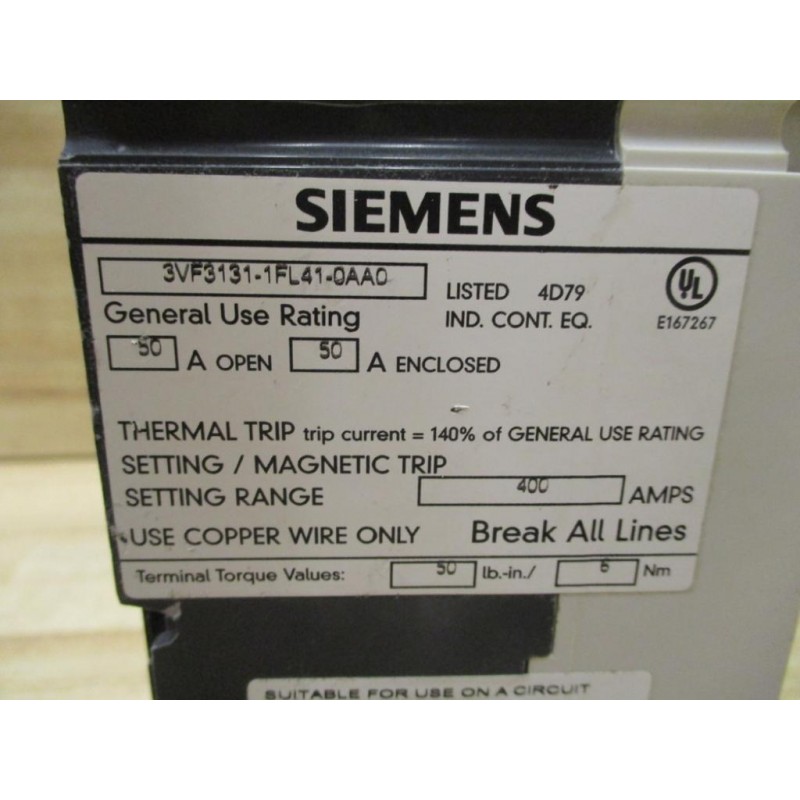 SIEMENS
3VF3131-1FL41-0AA0
LISTED 4D79
IND. CONT. EQ.
UL
E167267
General Use Rating
50 A OPEN 50 A ENCLOSED
THERMAL TRIP trip current = 140% of GENERAL USE RATING
SETTING / MAGNETIC TRIP
SETTING RANGE 400 AMPS
USE COPPER WIRE ONLY Break All Lines
Terminal Torque Values: 50 lb.-in./ 6 Nm
SUITABLE FOR USE ON A CIRCUIT